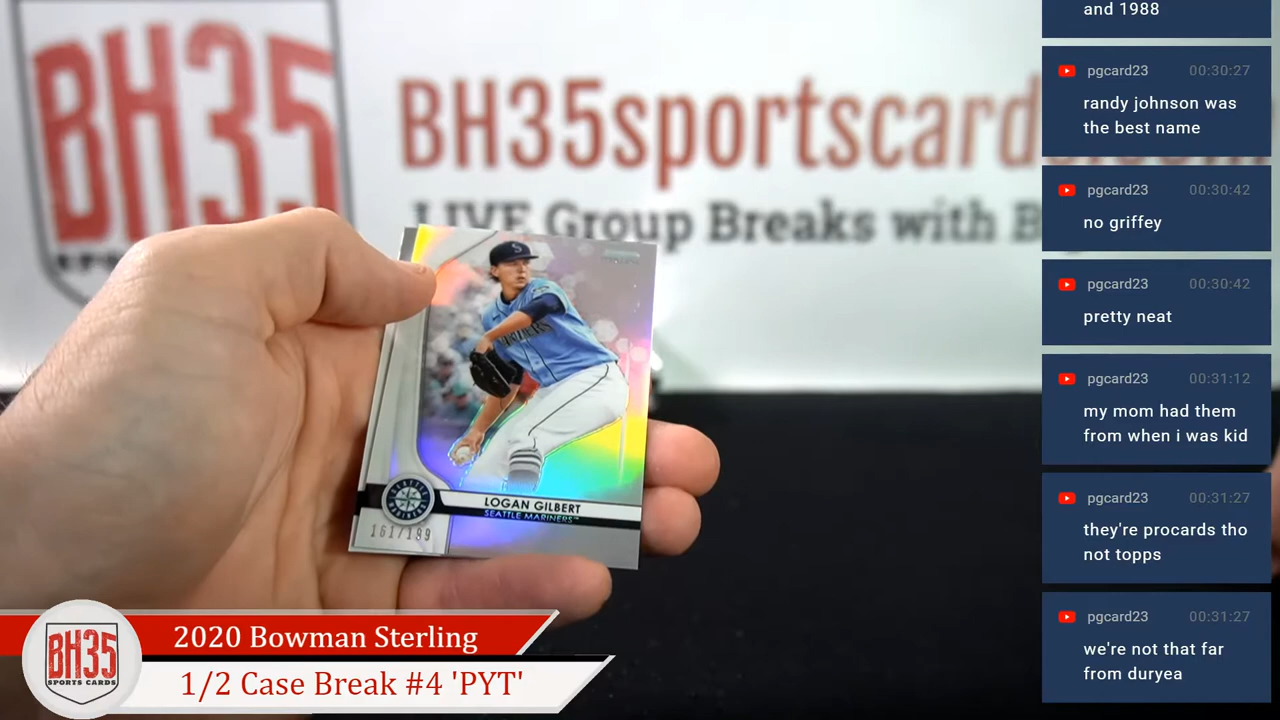 BH35
BH35sportscard
LIVE Group Breaks with B
LOGAN GILBERT
SEATTLE MARINERS™
161/199
BH35
SPORTS CARDS
2020 Bowman Sterling
1/2 Case Break #4 'PYT'
and 1988
pgcard23 00:30:27
randy johnson was
the best name
pgcard23 00:30:42
no griffey
pgcard23 00:30:42
pretty neat
pgcard23 00:31:12
my mom had them
from when i was kid
pgcard23 00:31:27
they're procards tho
not topps
pgcard23 00:31:27
we're not that far
from duryea